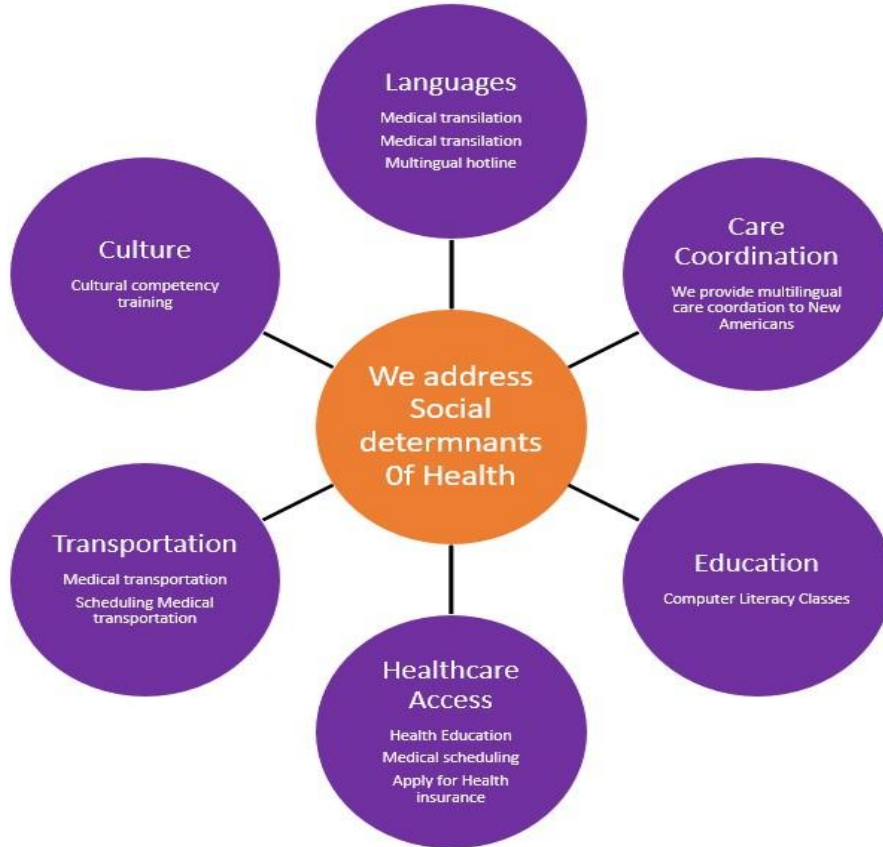 Languages
Medical transilation
Medical transilation
Multingual hotline
Care
Coordination
We provide multilingual
care coordation to New
Americans
Education
Computer Literacy Classes
Healthcare
Access
Health Education
Medical scheduling
Apply for Health
insurance
Transportation
Medical transportation
Scheduling Medical
transportation
Culture
Cultural competency
training
We address
Social
determnants
0f Health